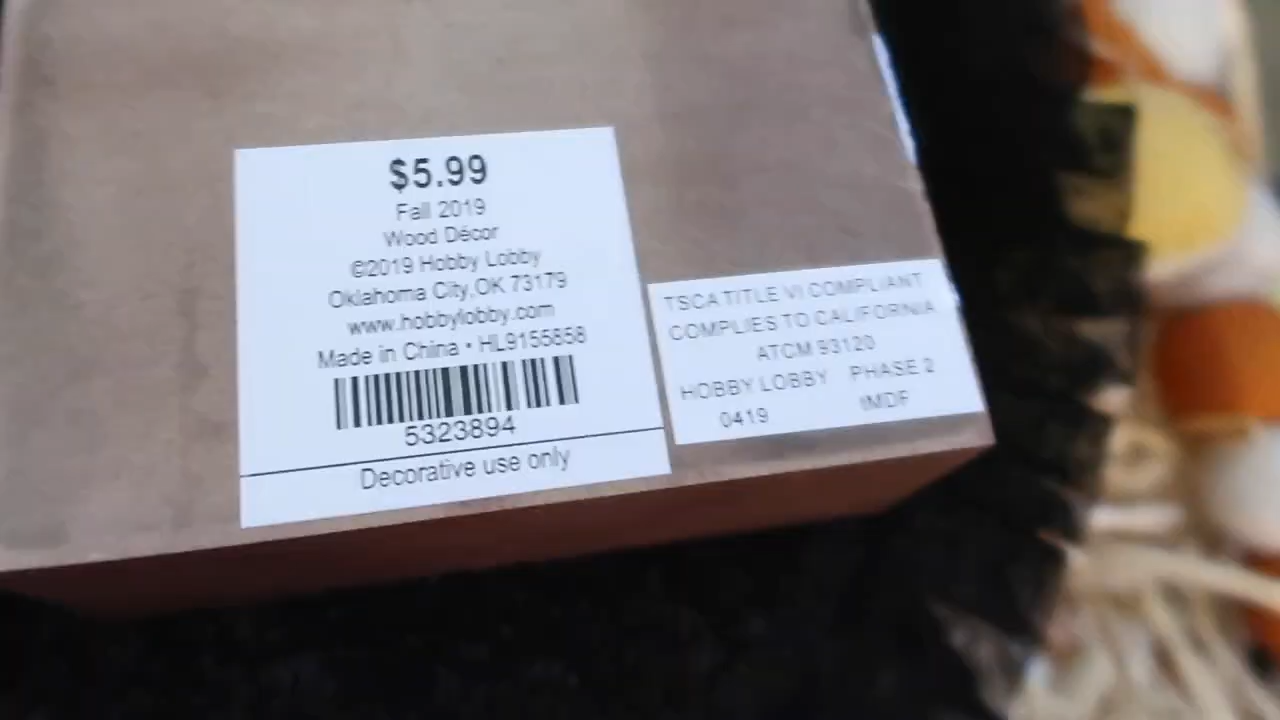 $5.99
Fall 2019
Wood Décor
©2019 Hobby Lobby
Oklahoma City,OK 73179
www.hobbylobby.com
Made in China • HL9155858
5323894
Decorative use only
TSCA TITLE VI COMPLIANT
COMPLIES TO CALIFORNIA
ATCM 93120
HOBBY LOBBY PHASE 2
0419 tMDF